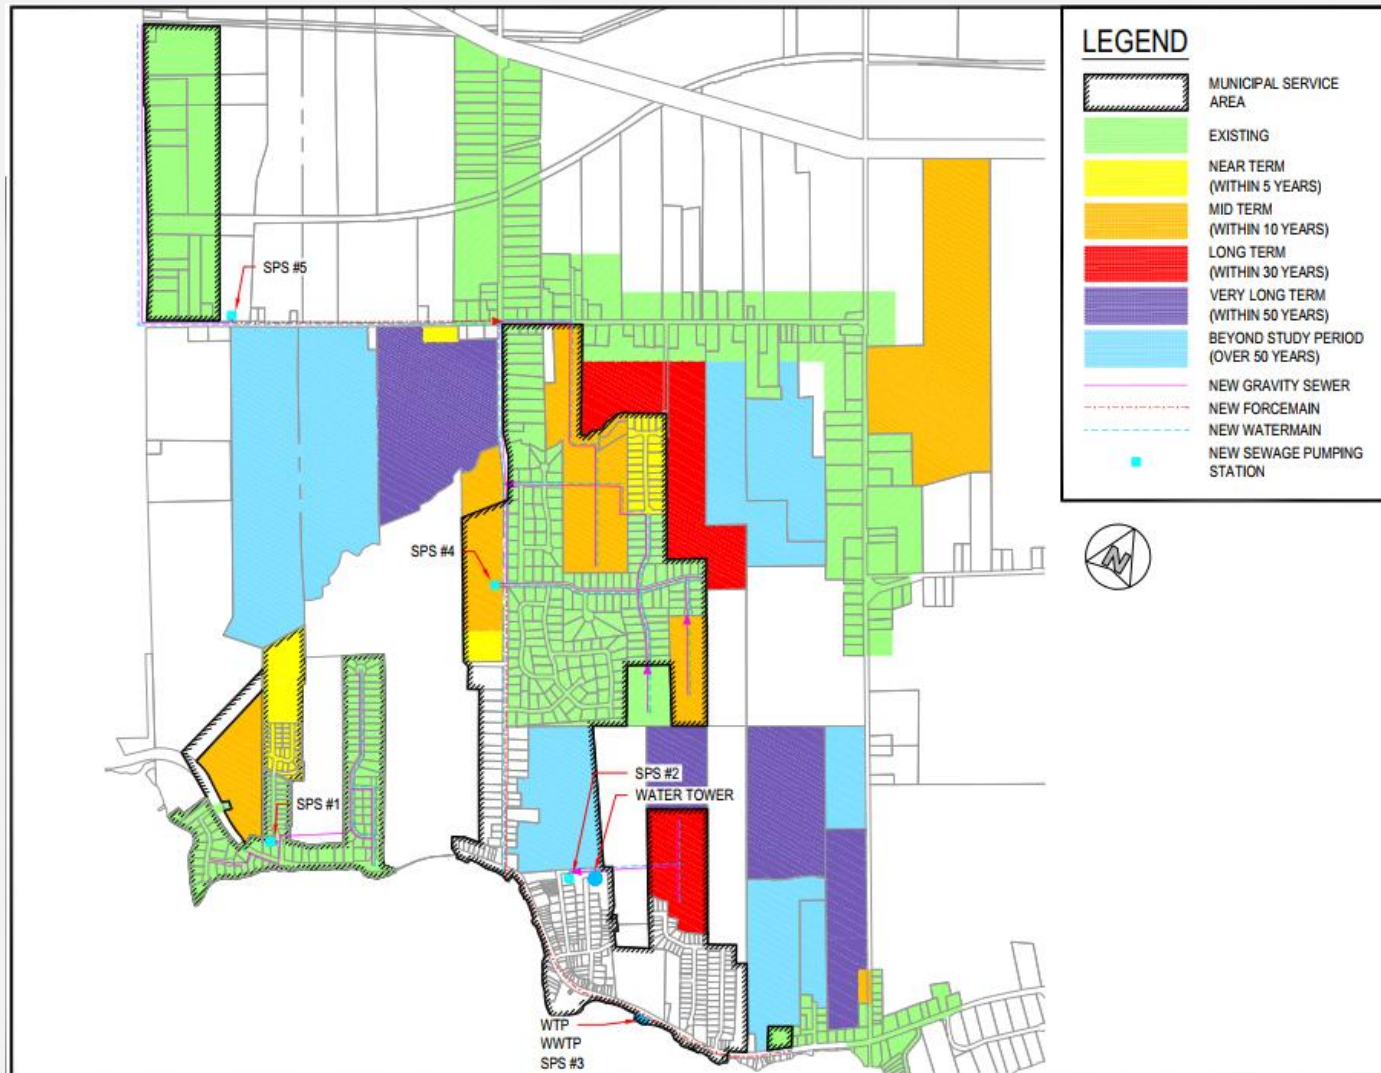 LEGEND
MUNICIPAL SERVICE
AREA
EXISTING
NEAR TERM
(WITHIN 5 YEARS)
MID TERM
(WITHIN 10 YEARS)
LONG TERM
(WITHIN 30 YEARS)
VERY LONG TERM
(WITHIN 50 YEARS)
BEYOND STUDY PERIOD
(OVER 50 YEARS)
NEW GRAVITY SEWER
NEW FORCEMAIN
NEW WATERMAIN
NEW SEWAGE PUMPING
STATION
N
SPS #5
SPS #4
SPS #2
WATER TOWER
SPS #1
WTP
WWTP
SPS #3